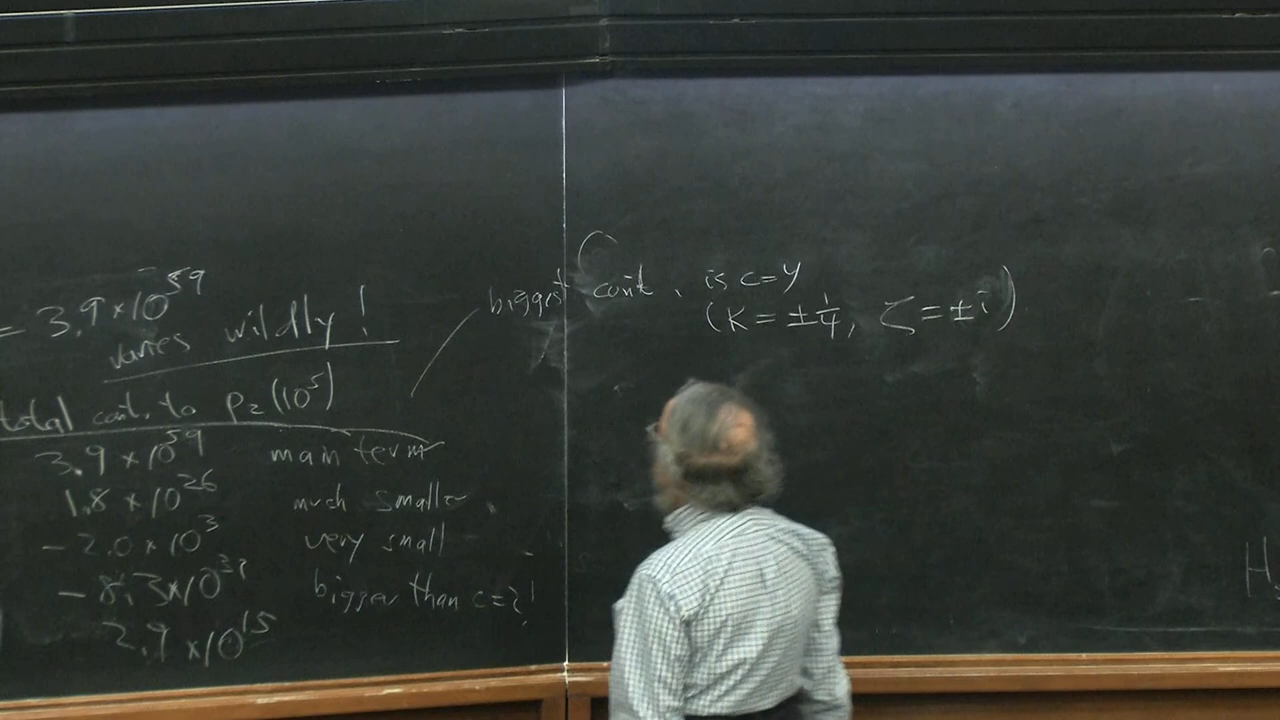 = 3.9 × 10^59
varies wildly!
total cont. to p_2(10^5)
3.9 × 10^59 main term
1.8 × 10^26 much smaller
- 2.0 × 10^3 very small
- 8.3 × 10^37 bigger than c=2!
2.9 × 10^15
biggest cont. is c=4
(K = ±1/4, ζ = ±i)
H